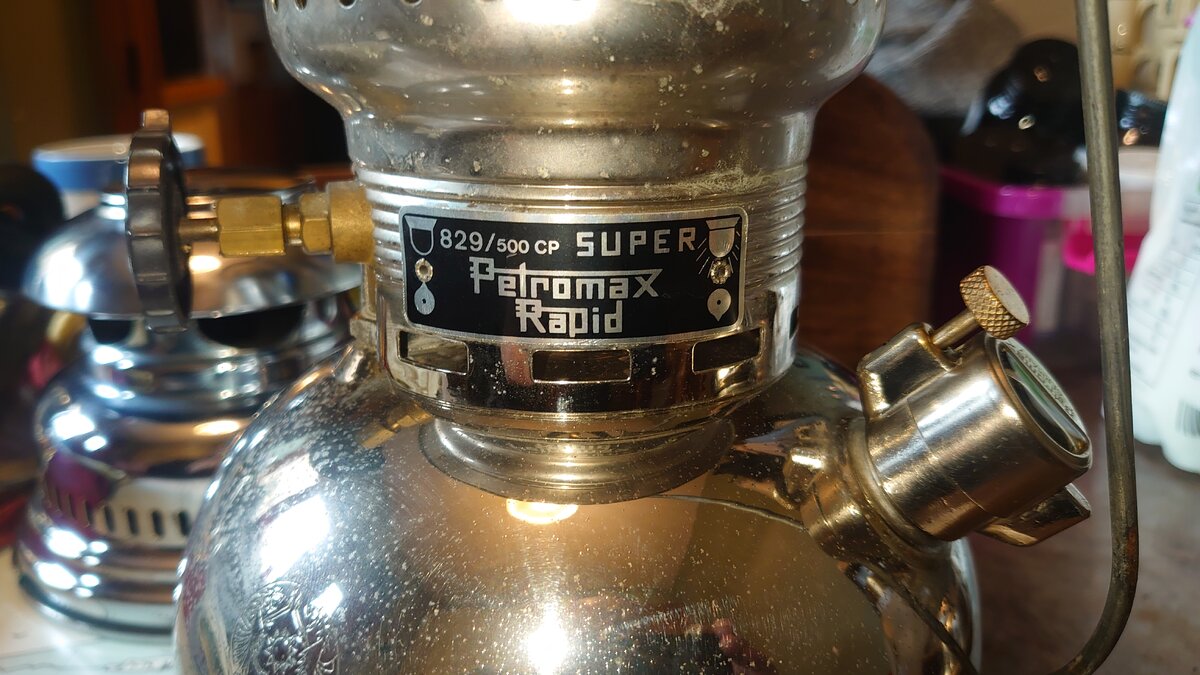 829/500 CP SUPER
Petromax
Rapid